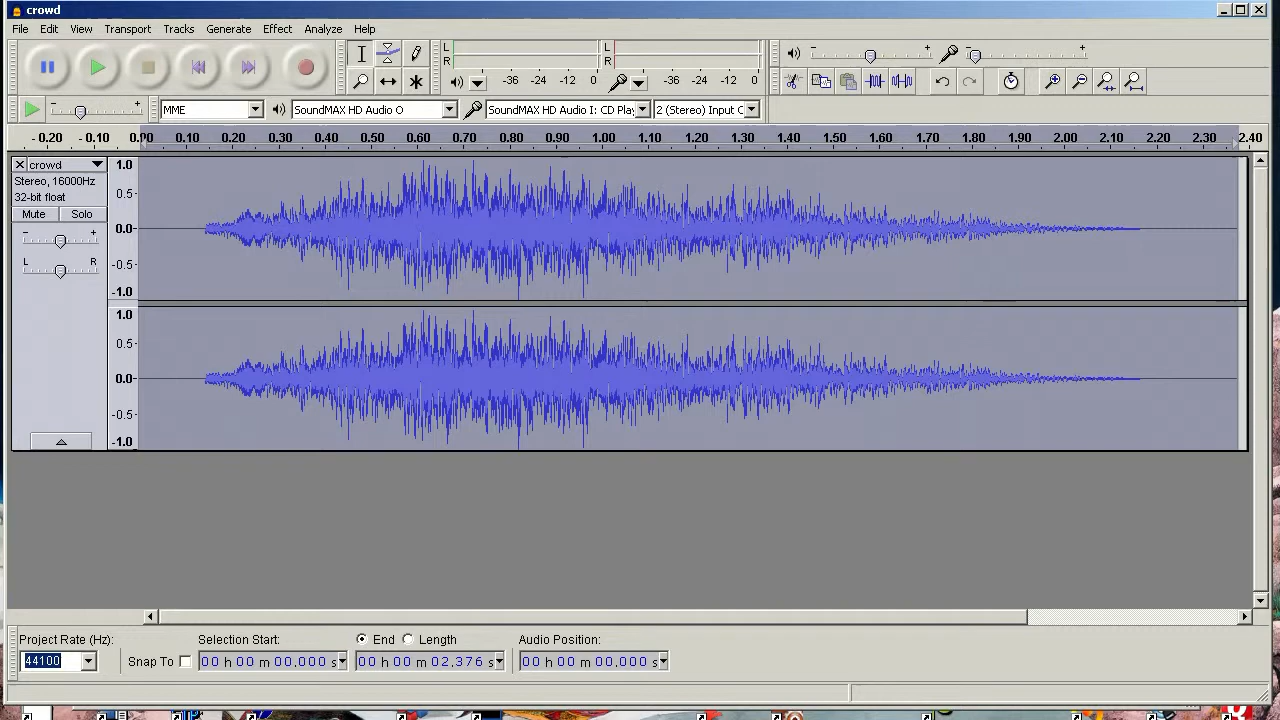 crowd
File Edit View Transport Tracks Generate Effect Analyze Help
L
R
-36 -24 -12 0
L
R
-36 -24 -12 0
- +
- +
- +
MME
SoundMAX HD Audio O
SoundMAX HD Audio I: CD Play
2 (Stereo) Input C
-0.20 -0.10 0.00 0.10 0.20 0.30 0.40 0.50 0.60 0.70 0.80 0.90 1.00 1.10 1.20 1.30 1.40 1.50 1.60 1.70 1.80 1.90 2.00 2.10 2.20 2.30 2.40
crowd
Stereo, 16000Hz
32-bit float
Mute Solo
- +
L R
1.0
0.5-
0.0-
-0.5-
-1.0
1.0
0.5-
0.0-
-0.5-
-1.0
Project Rate (Hz):
44100
Snap To
Selection Start:
00 h 00 m 00.000 s
End Length
00 h 00 m 02.376 s
Audio Position:
00 h 00 m 00.000 s